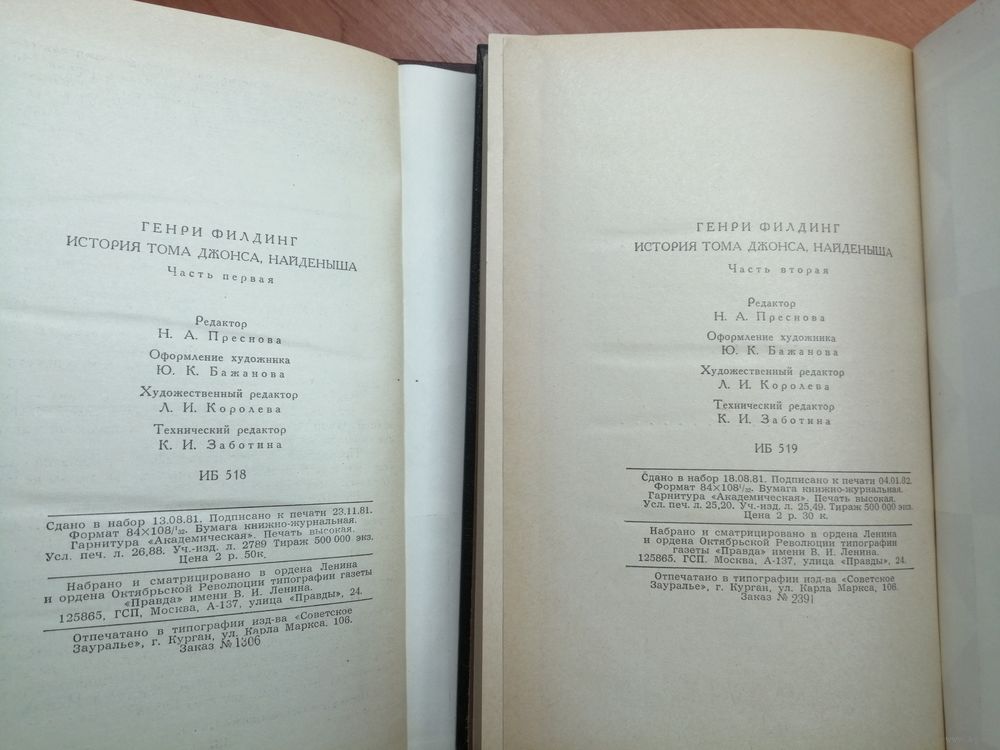 ГЕНРИ ФИЛДИНГ
ИСТОРИЯ ТОМА ДЖОНСА, НАЙДЕНЫША
Часть первая
Редактор
Н. А. Преснова
Оформление художника
Ю. К. Бажанова
Художественный редактор
Л. И. Королева
Технический редактор
К. И. Заботина
ИБ 518
Сдано в набор 13.08.81. Подписано к печати 23.11.81.
Формат 84×108/¹₃₂. Бумага книжно-журнальная.
Гарнитура «Академическая». Печать высокая.
Усл. печ. л. 26,88. Уч.-изд. л. 2789 Тираж 500 000 экз.
Цена 2 р. 50к.
Набрано и сматрицировано в ордена Ленина
и ордена Октябрьской Революции типографии газеты
«Правда» имени В. И. Ленина.
125865, ГСП, Москва, А-137, улица «Правды», 24.
Отпечатано в типографии изд-ва «Советское
Зауралье», г. Курган, ул. Карла Маркса, 106.
Заказ № 1306
ГЕНРИ ФИЛДИНГ
ИСТОРИЯ ТОМА ДЖОНСА, НАЙДЕНЫША
Часть вторая
Редактор
Н. А. Преснова
Оформление художника
Ю. К. Бажанова
Художественный редактор
Л. И. Королева
Технический редактор
К. И. Заботина
ИБ 519
Сдано в набор 18.08.81. Подписано к печати 04.01.82.
Формат 84×108¹/₃₂. Бумага книжно-журнальная.
Гарнитура «Академическая». Печать высокая.
Усл. печ. л. 25,20. Уч.-изд. л. 25,49. Тираж 500 000 экз.
Цена 2 р. 30 к.
Набрано и сматрицировано в ордена Ленина
и ордена Октябрьской Революции типографии
газеты «Правда» имени В. И. Ленина.
125865, ГСП. Москва, А-137, улица «Правды», 24.
Отпечатано в типографии изд-ва «Советское
Зауралье», г. Курган, ул. Карла Маркса, 106.
Заказ № 2391